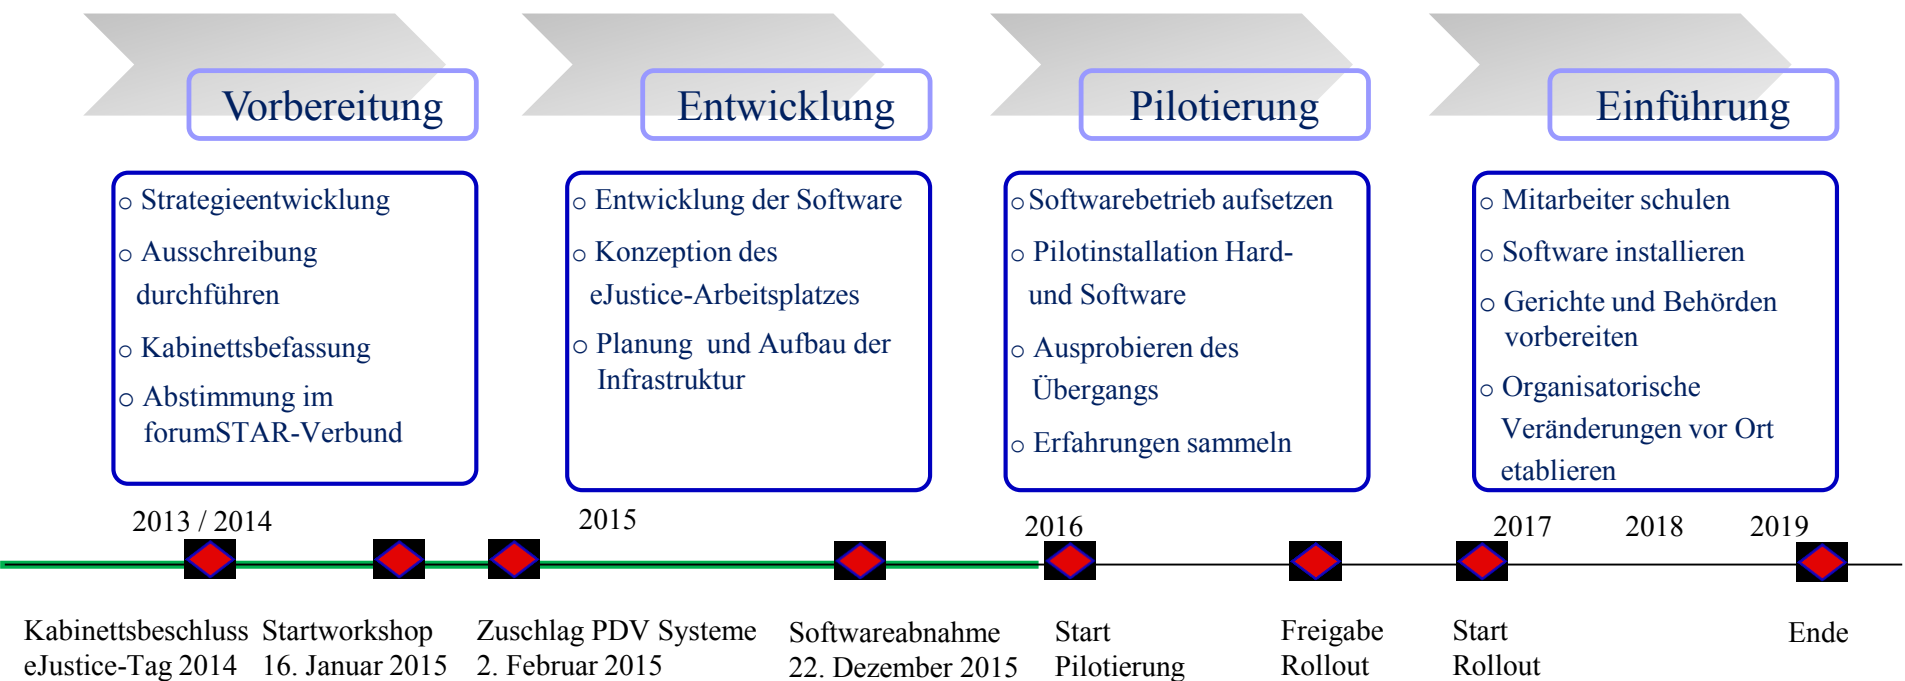 Vorbereitung
Entwicklung
Pilotierung
Einführung
o Strategieentwicklung
o Ausschreibung
durchführen
o Kabinettsbefassung
o Abstimmung im
forumSTAR-Verbund
o Entwicklung der Software
o Konzeption des
eJustice-Arbeitsplatzes
o Planung und Aufbau der
Infrastruktur
o Softwarebetrieb aufsetzen
o Pilotinstallation Hard-
und Software
o Ausprobieren des
Übergangs
o Erfahrungen sammeln
o Mitarbeiter schulen
o Software installieren
o Gerichte und Behörden
vorbereiten
o Organisatorische
Veränderungen vor Ort
etablieren
2013 / 2014
2015
2016
2017
2018
2019
Kabinettsbeschluss
eJustice-Tag 2014
Startworkshop
16. Januar 2015
Zuschlag PDV Systeme
2. Februar 2015
Softwareabnahme
22. Dezember 2015
Start
Pilotierung
Freigabe
Rollout
Start
Rollout
Ende